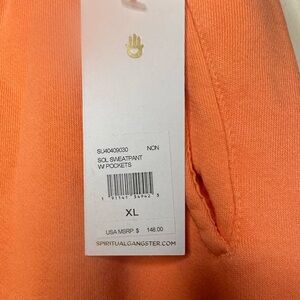 SU40409030 NON
SOL SWEATPANT
W/ POCKETS
XL
USA MSRP $ 148.00
SPIRITUALGANGSTER.COM